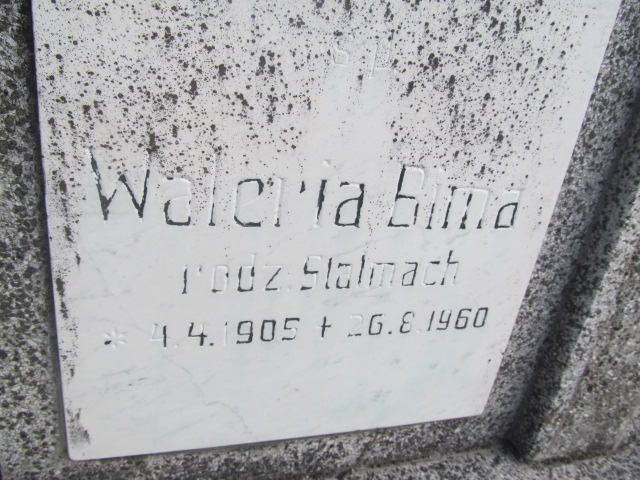 Ś P
Waleria Bima
rodz. Stalmach
* 4.4.1905 + 26.8.1960